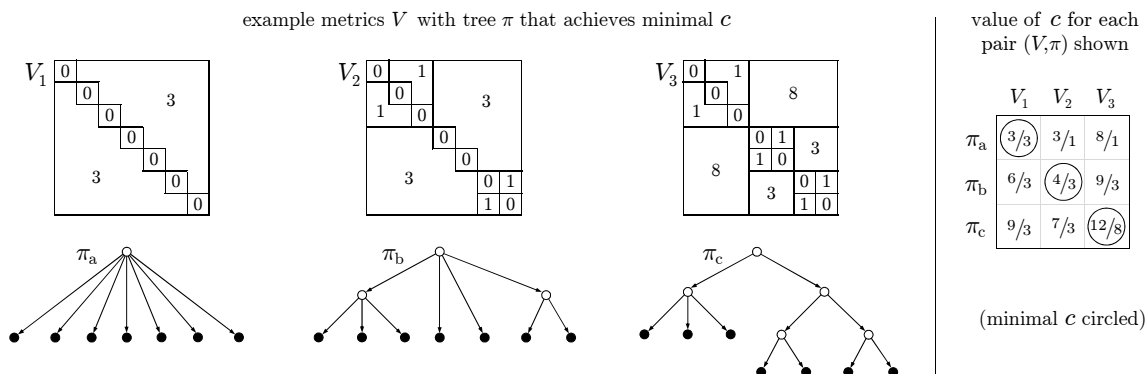 example metrics V with tree π that achieves minimal c
value of c for each
pair (V,π) shown
V1
0
3
0
0
0
3
0
0
0
V2
0 1
0
1 0
3
0
0
3
0 1
1 0
V3
0 1
0
1 0
8
0 1
1 0
3
8
3
0 1
1 0
V1 V2 V3
πa 3/3 3/1 8/1
πb 6/3 4/3 9/3
πc 9/3 7/3 12/8
πa
πb
πc
(minimal c circled)